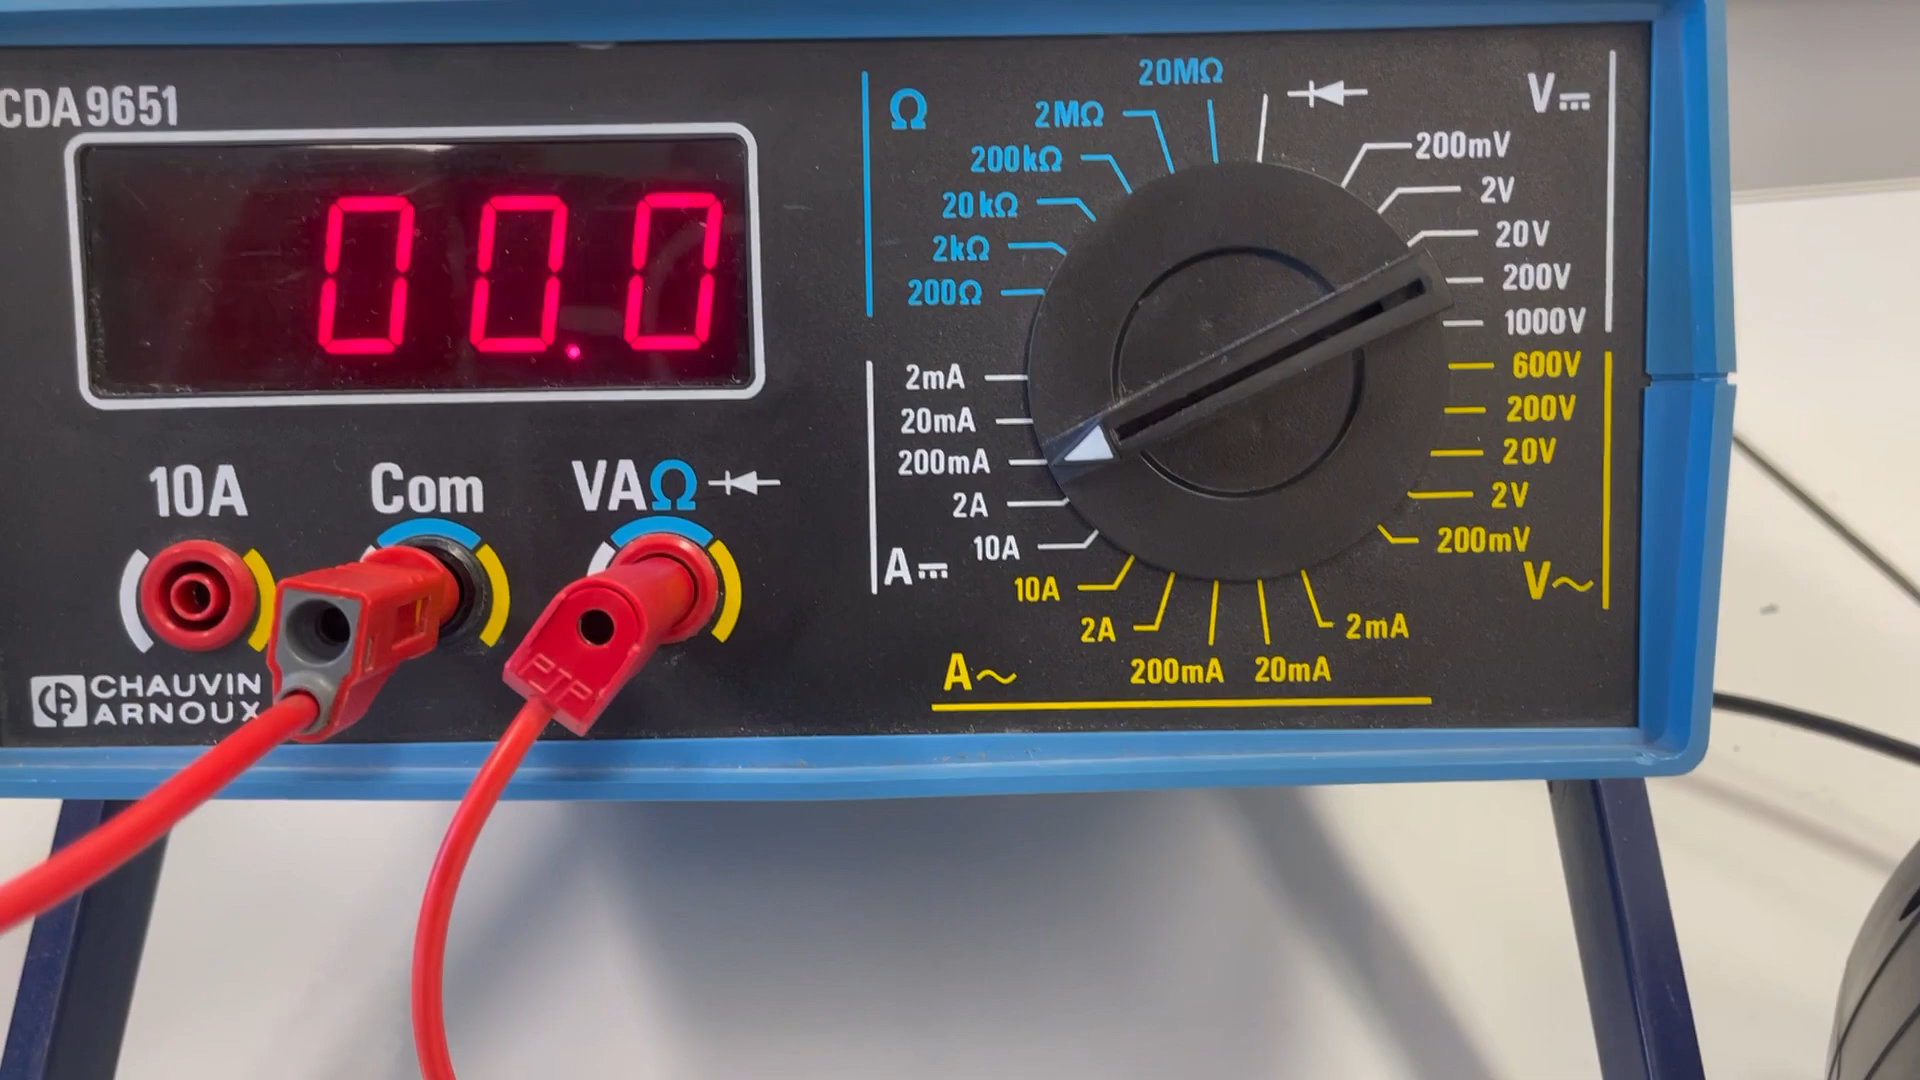 CDA 9651
00.0
10A
Com
VAΩ
CHAUVIN
ARNOUX
PJP
Ω
20MΩ
2MΩ
200kΩ
20kΩ
2kΩ
200Ω
V
200mV
2V
20V
200V
1000V
600V
200V
20V
2V
200mV
V~
2mA
20mA
200mA
2A
10A
A
10A
2A
200mA
20mA
2mA
A~